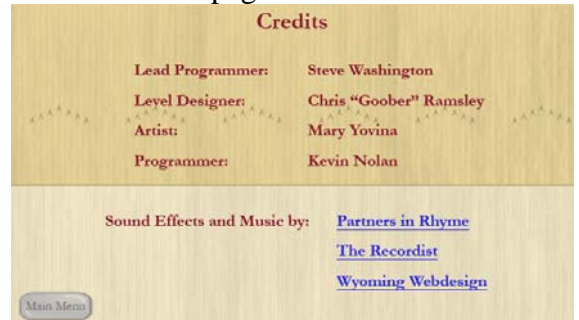 Credits
Lead Programmer: Steve Washington
Level Designer: Chris “Goober” Ramsley
Artist: Mary Yovina
Programmer: Kevin Nolan
Sound Effects and Music by: Partners in Rhyme
The Recordist
Wyoming Webdesign
Main Menu